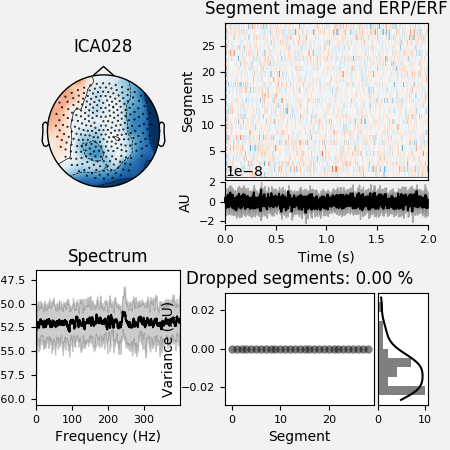 Segment image and ERP/ERF
ICA028
Segment
25
20
15
10
5
1e−8
AU
2
0
−2
0.0 0.5 1.0 1.5 2.0
Time (s)
Spectrum
47.5
50.0
52.5
55.0
57.5
60.0
0 100 200 300
Frequency (Hz)
Dropped segments: 0.00 %
0.02
0.00
−0.02
0 10 20
Segment
0 10